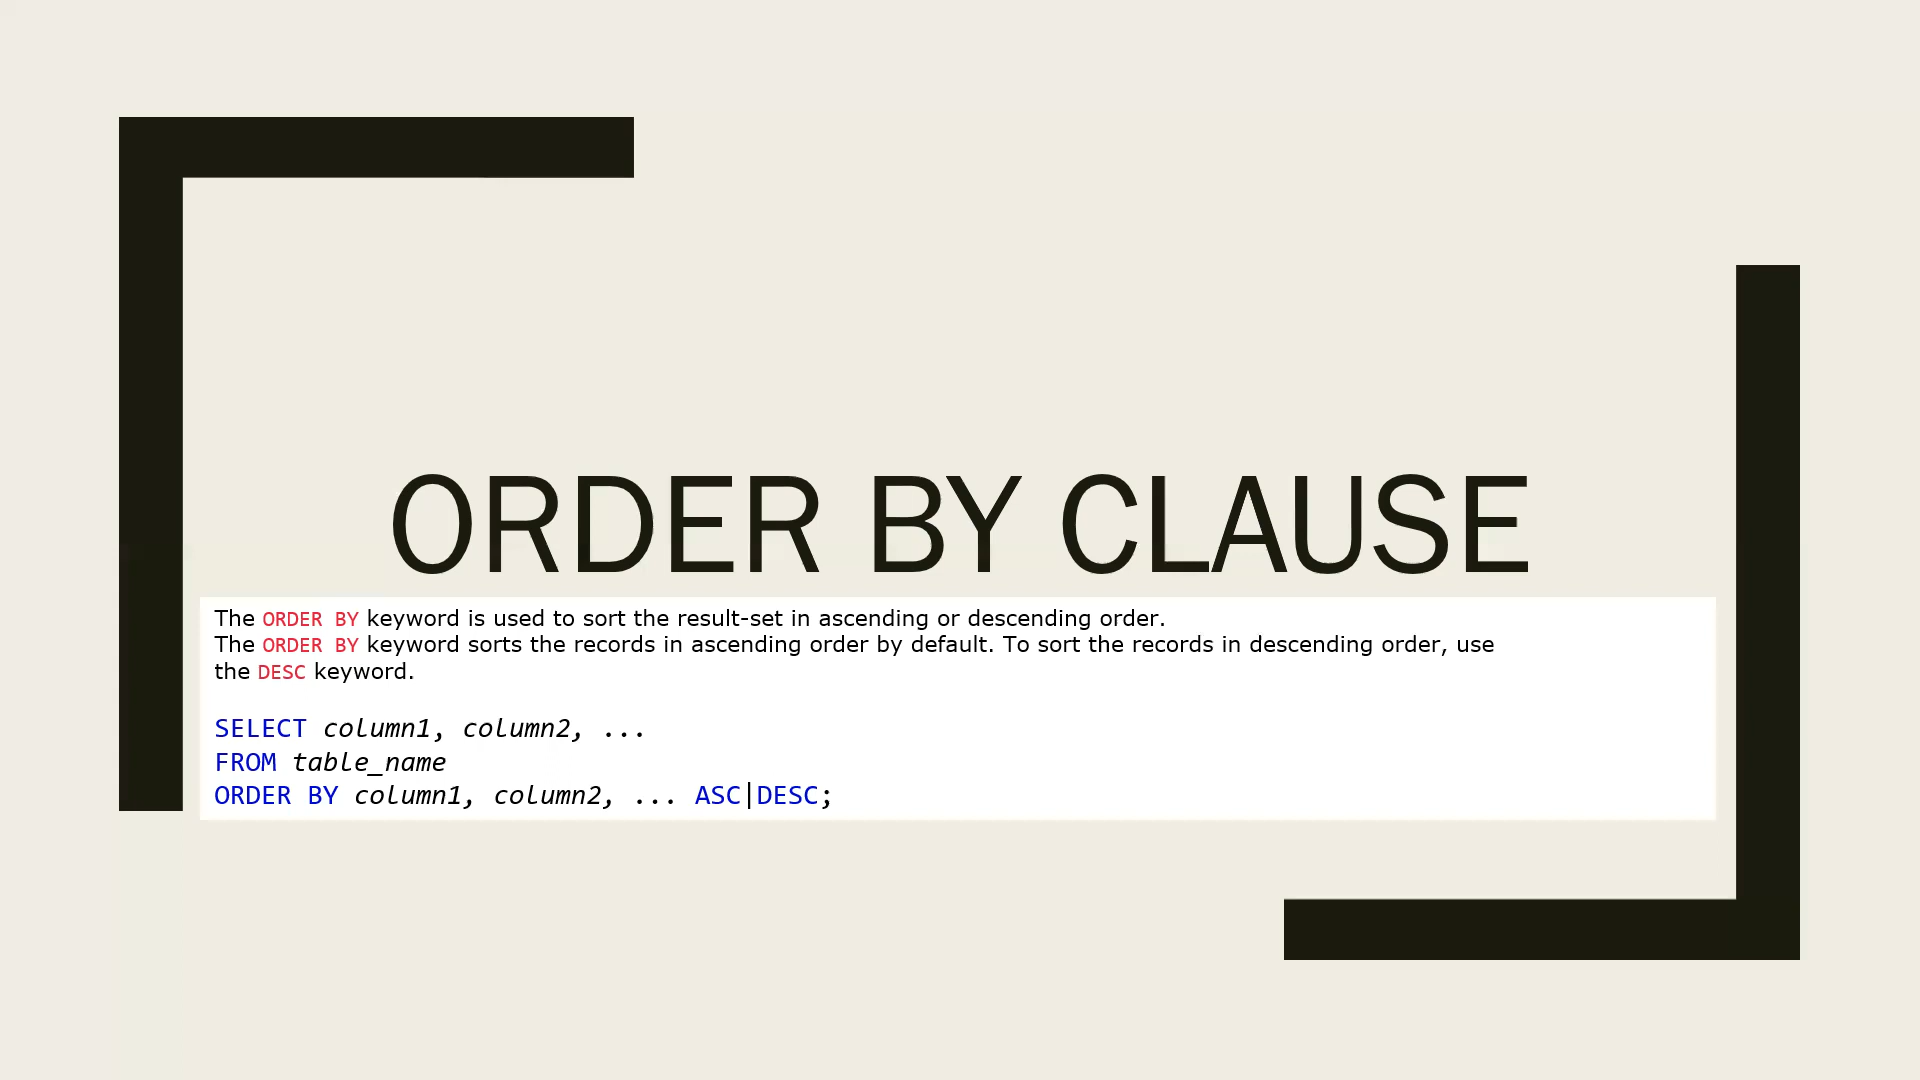 ORDER BY CLAUSE
The ORDER BY keyword is used to sort the result-set in ascending or descending order.
The ORDER BY keyword sorts the records in ascending order by default. To sort the records in descending order, use
the DESC keyword.
SELECT column1, column2, ...
FROM table_name
ORDER BY column1, column2, ... ASC|DESC;